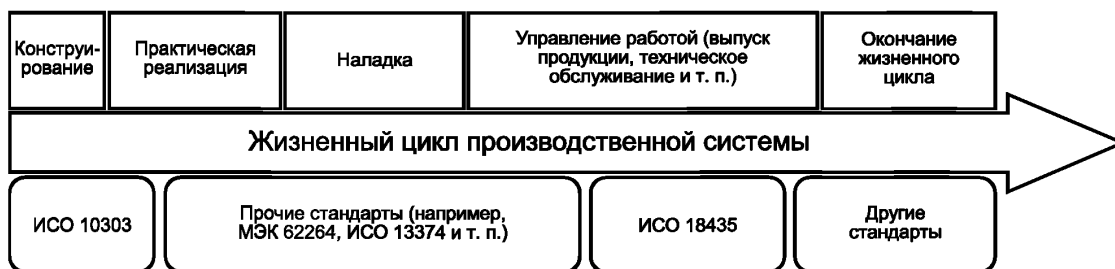 Конструи-
рование
Практическая
реализация
Наладка
Управление работой (выпуск
продукции, техническое
обслуживание и т. п.)
Окончание
жизненного
цикла
Жизненный цикл производственной системы
ИСО 10303
Прочие стандарты (например,
МЭК 62264, ИСО 13374 и т. п.)
ИСО 18435
Другие
стандарты